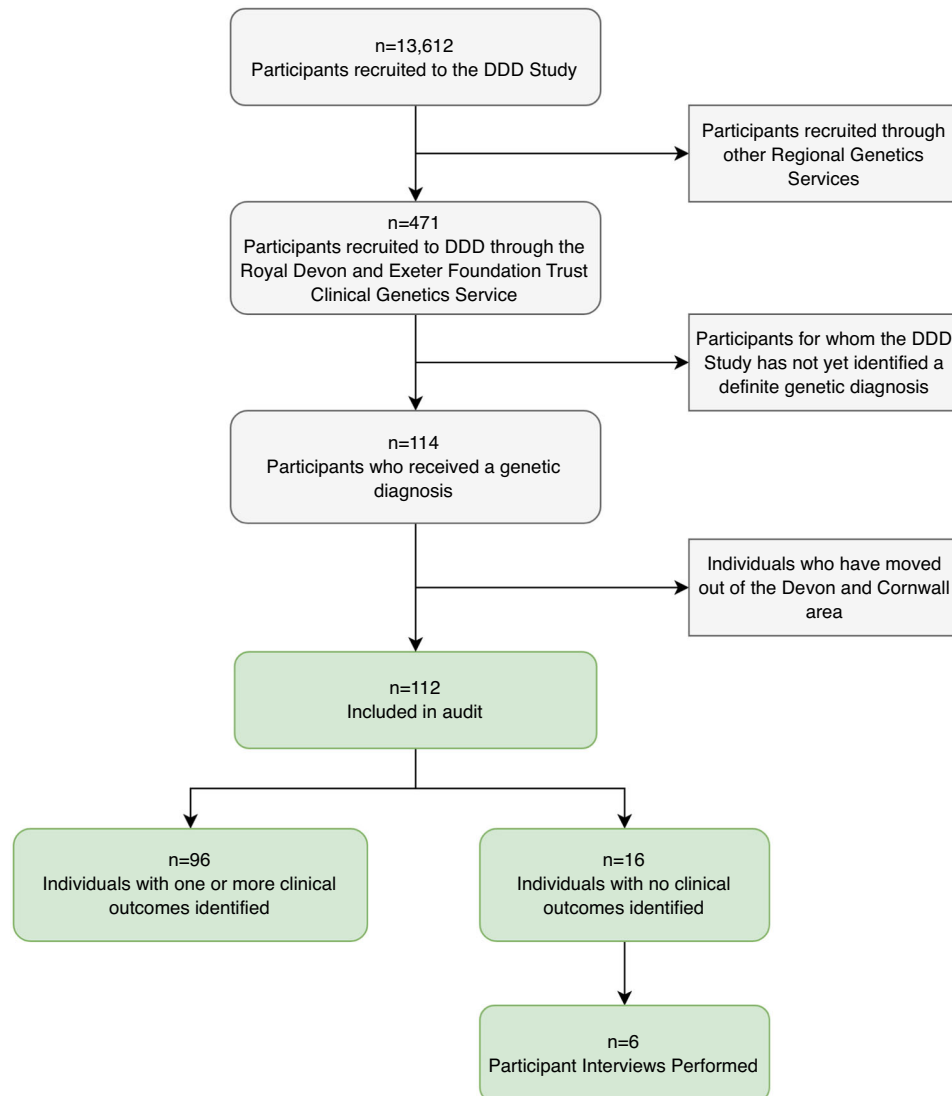 n=13,612
Participants recruited to the DDD Study
Participants recruited through
other Regional Genetics
Services
n=471
Participants recruited to DDD through the
Royal Devon and Exeter Foundation Trust
Clinical Genetics Service
Participants for whom the DDD
Study has not yet identified a
definite genetic diagnosis
n=114
Participants who received a genetic
diagnosis
Individuals who have moved
out of the Devon and Cornwall
area
n=112
Included in audit
n=96
Individuals with one or more clinical
outcomes identified
n=16
Individuals with no clinical
outcomes identified
n=6
Participant Interviews Performed